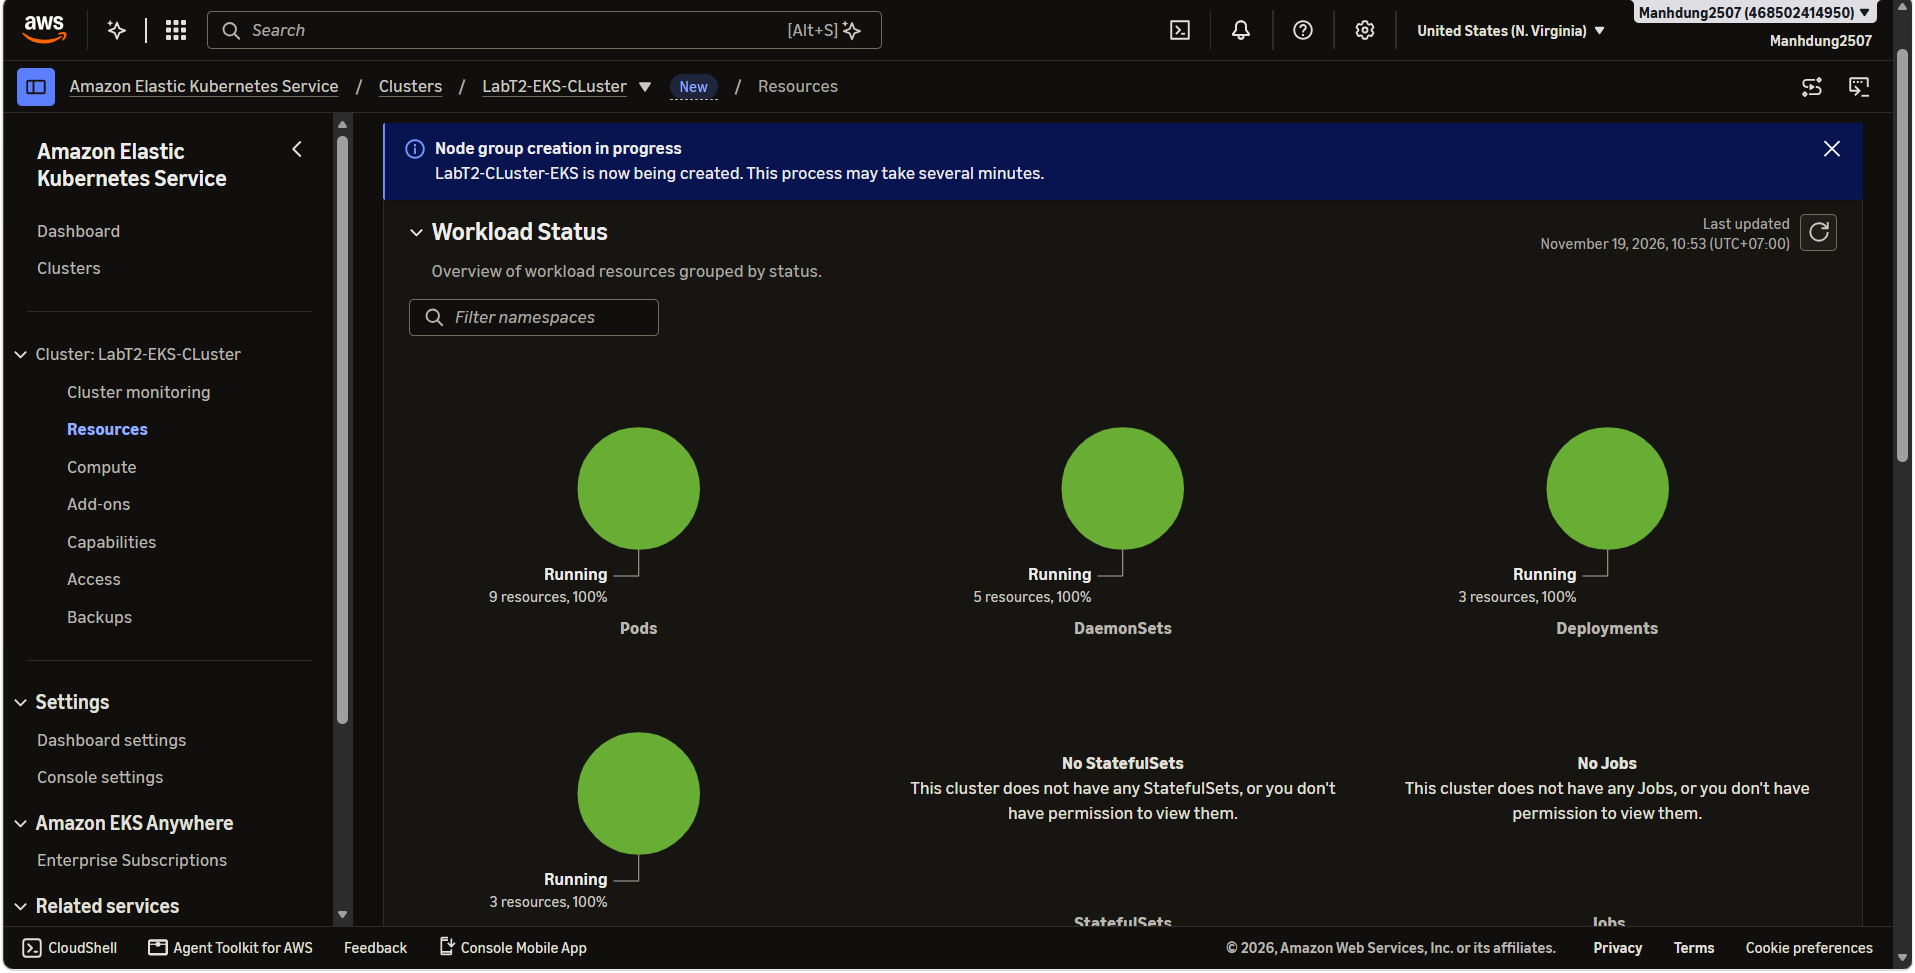 aws
Search
[Alt+S]
United States (N. Virginia)
Manhdung2507 (468502414950)
Manhdung2507
Amazon Elastic Kubernetes Service / Clusters / LabT2-EKS-CLuster New / Resources
Amazon Elastic
Kubernetes Service
Dashboard
Clusters
Cluster: LabT2-EKS-CLuster
Cluster monitoring
Resources
Compute
Add-ons
Capabilities
Access
Backups
Settings
Dashboard settings
Console settings
Amazon EKS Anywhere
Enterprise Subscriptions
Related services
Node group creation in progress
LabT2-CLuster-EKS is now being created. This process may take several minutes.
Workload Status
Last updated
November 19, 2026, 10:53 (UTC+07:00)
Overview of workload resources grouped by status.
Filter namespaces
Running
9 resources, 100%
Pods
Running
5 resources, 100%
DaemonSets
Running
3 resources, 100%
Deployments
Running
3 resources, 100%
No StatefulSets
This cluster does not have any StatefulSets, or you don't
have permission to view them.
StatefulSets
No Jobs
This cluster does not have any Jobs, or you don't have
permission to view them.
Jobs
CloudShell
Agent Toolkit for AWS
Feedback
Console Mobile App
© 2026, Amazon Web Services, Inc. or its affiliates.
Privacy
Terms
Cookie preferences